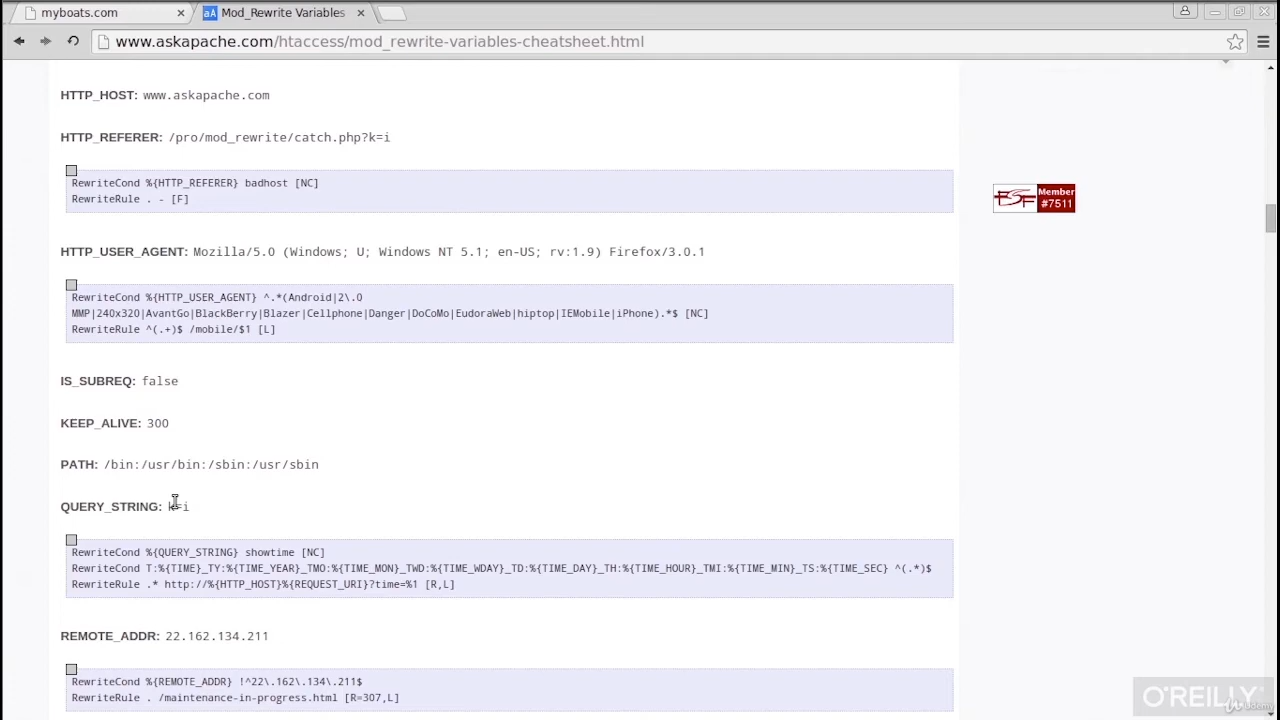 myboats.com
Mod_Rewrite Variables
www.askapache.com/htaccess/mod_rewrite-variables-cheatsheet.html
HTTP_HOST: www.askapache.com
HTTP_REFERER: /pro/mod_rewrite/catch.php?k=i
RewriteCond %{HTTP_REFERER} badhost [NC]
RewriteRule . - [F]
FSF Member
#7511
HTTP_USER_AGENT: Mozilla/5.0 (Windows; U; Windows NT 5.1; en-US; rv:1.9) Firefox/3.0.1
RewriteCond %{HTTP_USER_AGENT} ^.*(Android|2\.0
MMP|240x320|AvantGo|BlackBerry|Blazer|Cellphone|Danger|DoCoMo|EudoraWeb|hiptop|IEMobile|iPhone).*$ [NC]
RewriteRule ^(.+)$ /mobile/$1 [L]
IS_SUBREQ: false
KEEP_ALIVE: 300
PATH: /bin:/usr/bin:/sbin:/usr/sbin
QUERY_STRING: k=i
RewriteCond %{QUERY_STRING} showtime [NC]
RewriteCond T:%{TIME}_TY:%{TIME_YEAR}_TMO:%{TIME_MON}_TWD:%{TIME_WDAY}_TD:%{TIME_DAY}_TH:%{TIME_HOUR}_TMI:%{TIME_MIN}_TS:%{TIME_SEC} ^(.*)$
RewriteRule .* http://%{HTTP_HOST}%{REQUEST_URI}?time=%1 [R,L]
REMOTE_ADDR: 22.162.134.211
RewriteCond %{REMOTE_ADDR} !^22\.162\.134\.211$
RewriteRule . /maintenance-in-progress.html [R=307,L]
O'REILLY
Udemy